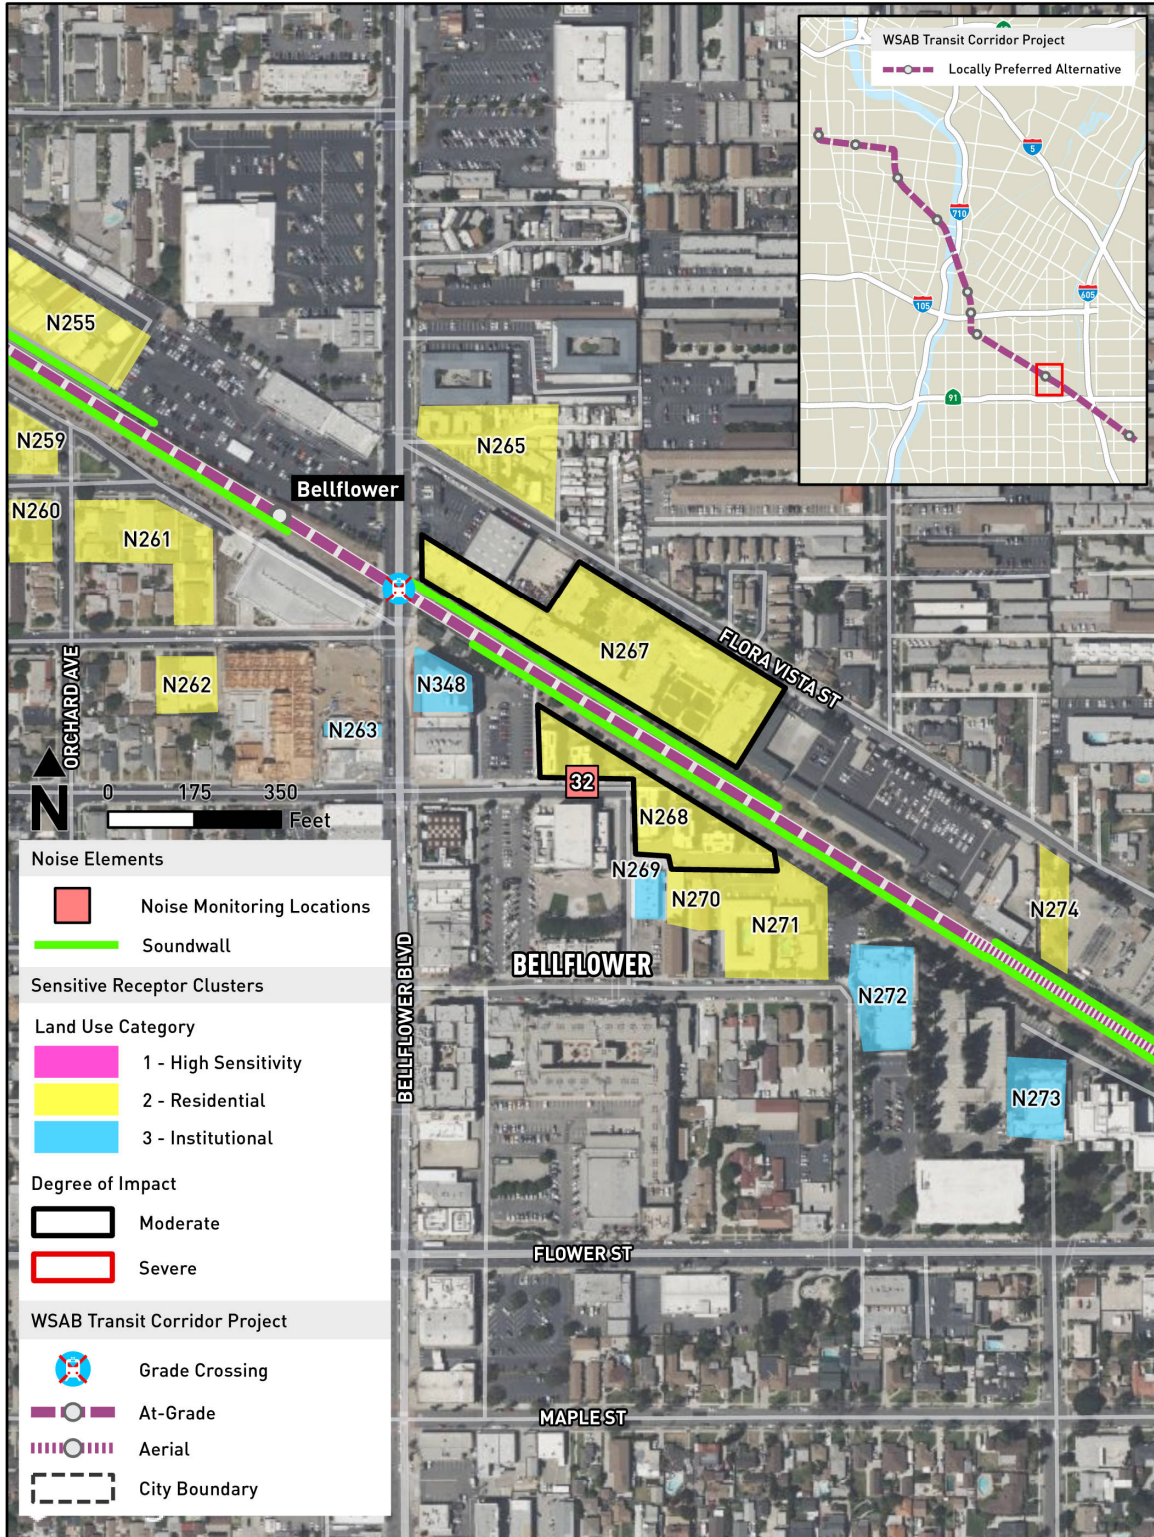 WSAB Transit Corridor Project
Locally Preferred Alternative
5
710
105
605
91
N255
N259
N265
Bellflower
N260
N261
N267
FLORA VISTA ST
ORCHARD AVE
N262
N348
N263
32
N
0 175 350
Feet
N268
N269
N270
N271
N274
BELLFLOWER
BELLFLOWER BLVD
N272
N273
FLOWER ST
MAPLE ST
Noise Elements
Noise Monitoring Locations
Soundwall
Sensitive Receptor Clusters
Land Use Category
1 - High Sensitivity
2 - Residential
3 - Institutional
Degree of Impact
Moderate
Severe
WSAB Transit Corridor Project
Grade Crossing
At-Grade
Aerial
City Boundary